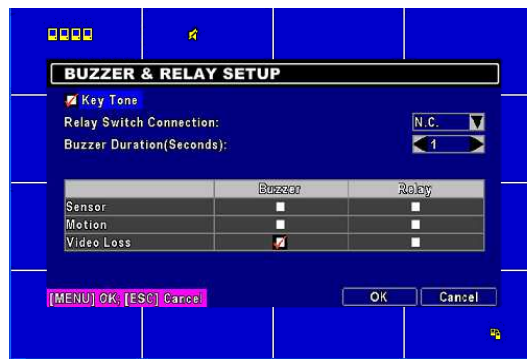 BUZZER & RELAY SETUP
Key Tone
Relay Switch Connection: N.C.
Buzzer Duration(Seconds): 1
Buzzer Relay
Sensor
Motion
Video Loss
[MENU] OK, [ESC] Cancel OK Cancel